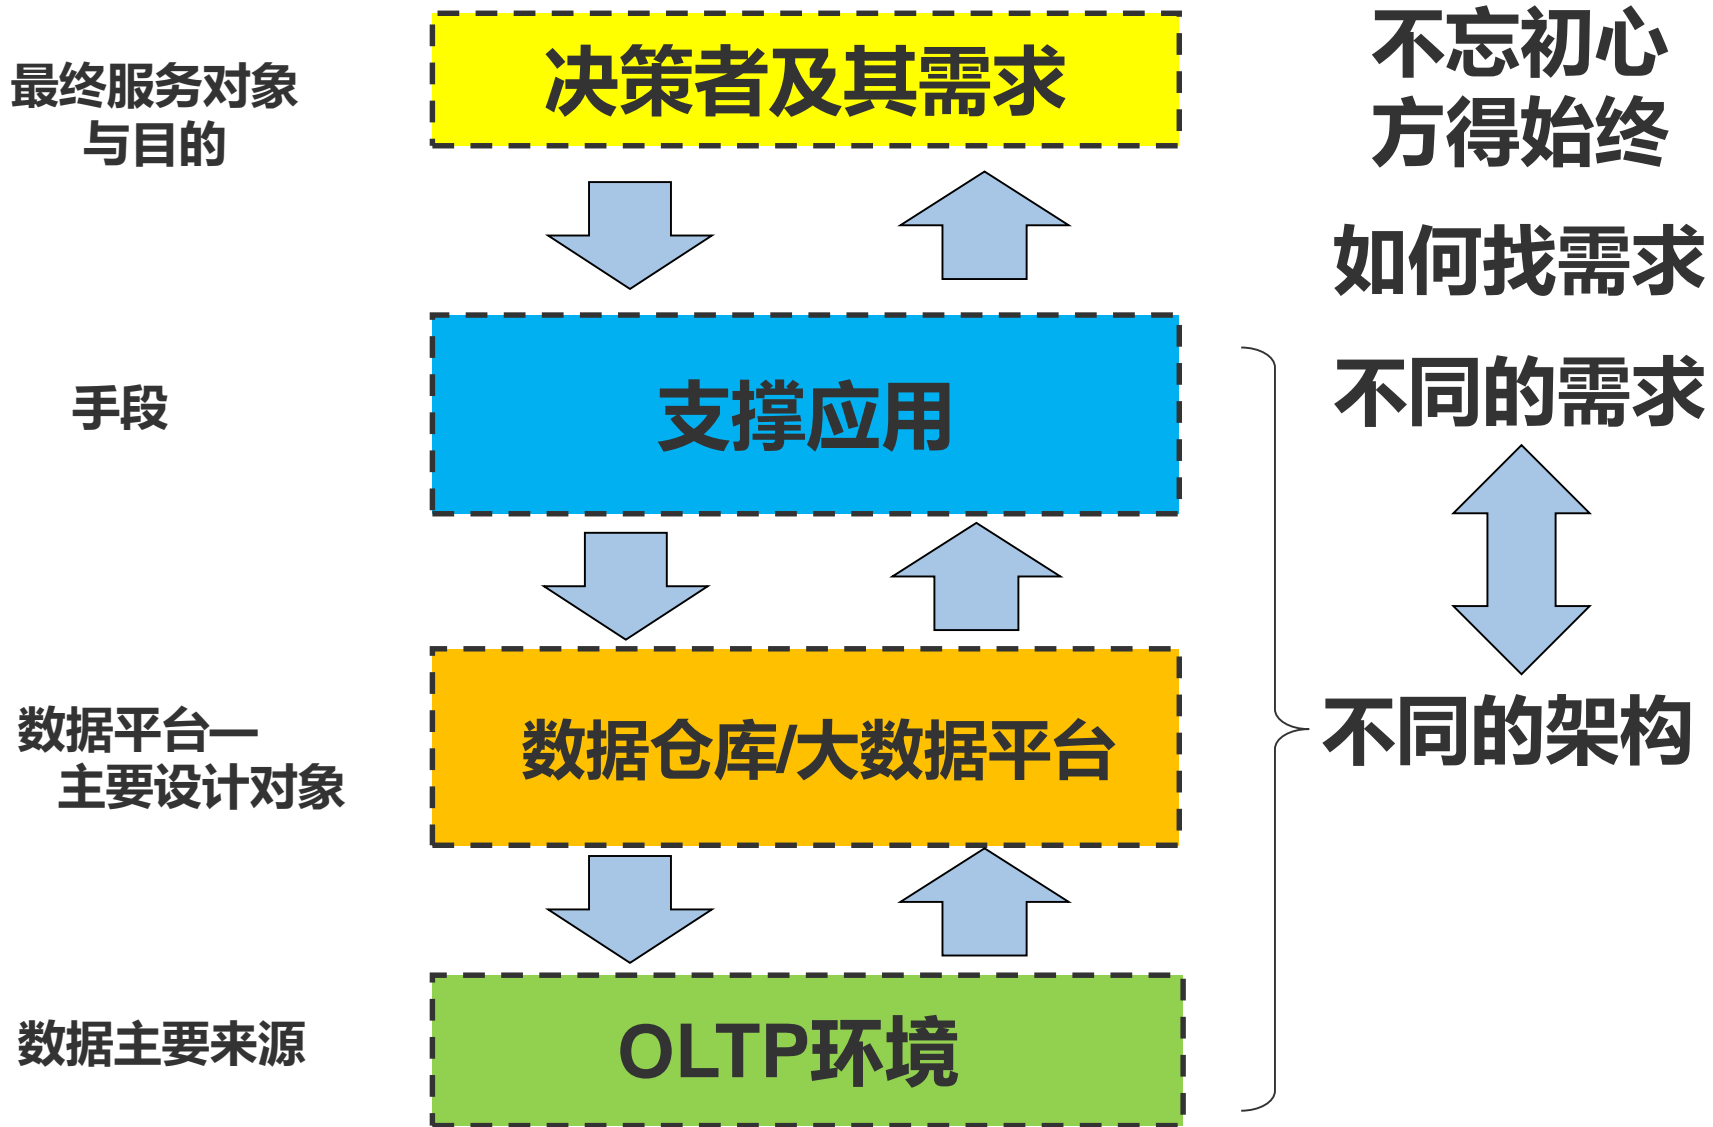 最终服务对象
与目的
决策者及其需求
不忘初心
方得始终
如何找需求
手段
支撑应用
不同的需求
数据平台—
主要设计对象
数据仓库/大数据平台
不同的架构
数据主要来源
OLTP环境